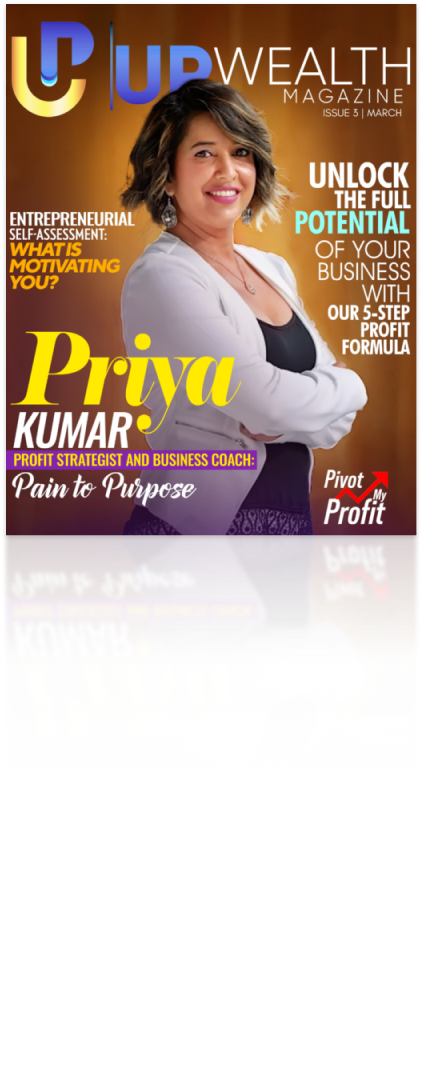 UP
UPWEALTH
MAGAZINE
ISSUE 3 | MARCH
UNLOCK
THE FULL
POTENTIAL
OF YOUR
BUSINESS
WITH
OUR 5-STEP
PROFIT
FORMULA
ENTREPRENEURIAL
SELF-ASSESSMENT:
WHAT IS
MOTIVATING
YOU?
Priya
KUMAR
PROFIT STRATEGIST AND BUSINESS COACH:
Pain to Purpose
Pivot
My
Profit